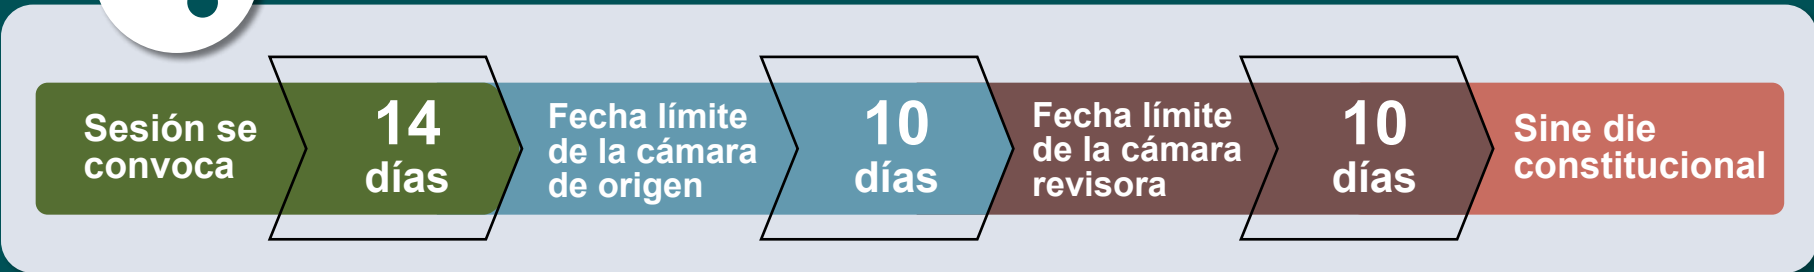 Sesión se
convoca
14
días
Fecha límite
de la cámara
de origen
10
días
Fecha límite
de la cámara
revisora
10
días
Sine die
constitucional